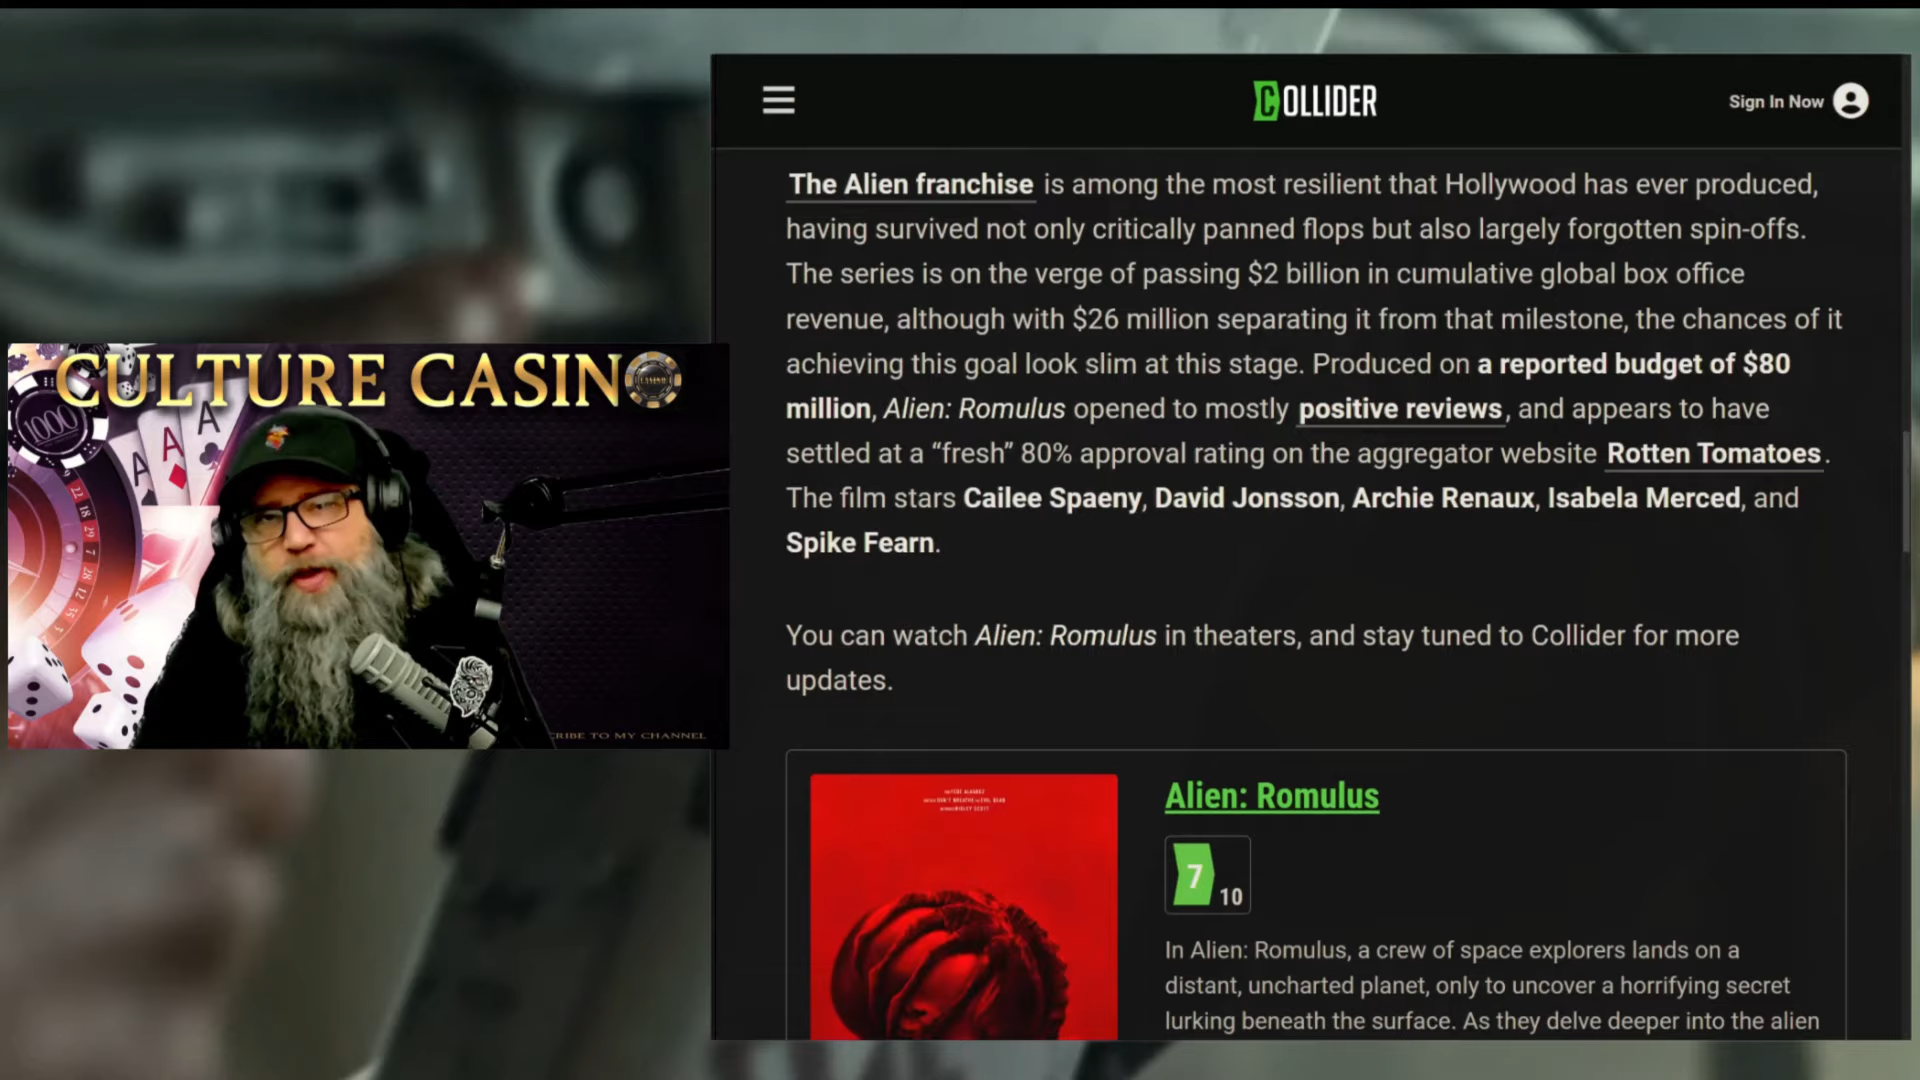 COLLIDER
Sign In Now
The Alien franchise is among the most resilient that Hollywood has ever produced,
having survived not only critically panned flops but also largely forgotten spin-offs.
The series is on the verge of passing $2 billion in cumulative global box office
revenue, although with $26 million separating it from that milestone, the chances of it
achieving this goal look slim at this stage. Produced on a reported budget of $80
million, Alien: Romulus opened to mostly positive reviews, and appears to have
settled at a “fresh” 80% approval rating on the aggregator website Rotten Tomatoes.
The film stars Cailee Spaeny, David Jonsson, Archie Renaux, Isabela Merced, and
Spike Fearn.
You can watch Alien: Romulus in theaters, and stay tuned to Collider for more
updates.
Alien: Romulus
7
10
In Alien: Romulus, a crew of space explorers lands on a
distant, uncharted planet, only to uncover a horrifying secret
lurking beneath the surface. As they delve deeper into the alien
CULTURE CASINO
1000
A
A
A
RIBE TO MY CHANNEL